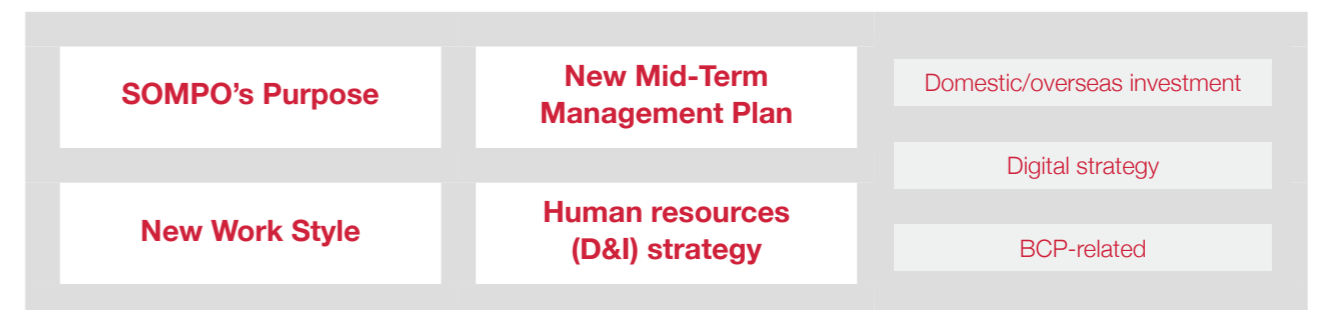 SOMPO’s Purpose
New Mid-Term
Management Plan
New Work Style
Human resources
(D&I) strategy
Domestic/overseas investment
Digital strategy
BCP-related